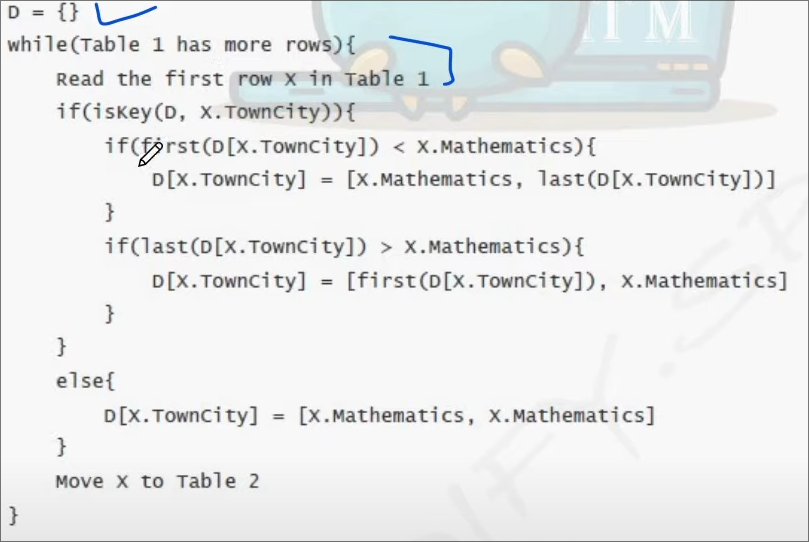 ITM
D = {}
while(Table 1 has more rows){
    Read the first row X in Table 1
    if(isKey(D, X.TownCity)){
        if(first(D[X.TownCity]) < X.Mathematics){
            D[X.TownCity] = [X.Mathematics, last(D[X.TownCity])]
        }
        if(last(D[X.TownCity]) > X.Mathematics){
            D[X.TownCity] = [first(D[X.TownCity]), X.Mathematics]
        }
    }
    else{
        D[X.TownCity] = [X.Mathematics, X.Mathematics]
    }
    Move X to Table 2
}